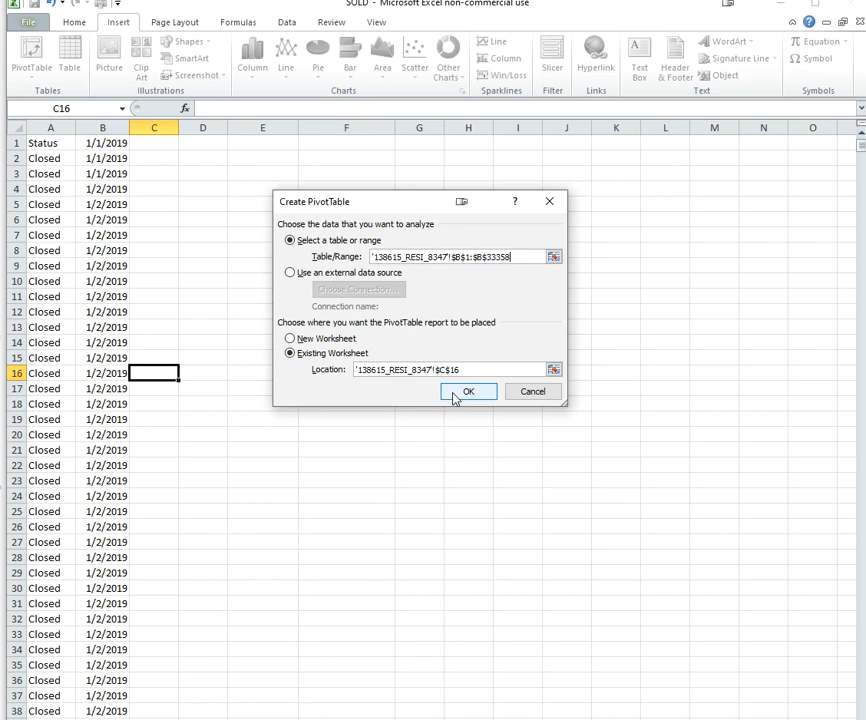 SOLD - Microsoft Excel non-commercial use
File Home Insert Page Layout Formulas Data Review View
PivotTable Table Picture Clip Art Shapes SmartArt Screenshot Column Line Pie Bar Area Scatter Other Charts Line Column Win/Loss Slicer Hyperlink Text Box Header & Footer WordArt Signature Line Object Equation Symbol
Tables Illustrations Charts Sparklines Filter Links Text Symbols
C16 fx
A B C D E F G H I J K L M N O
1 Status 1/1/2019
2 Closed 1/1/2019
3 Closed 1/1/2019
4 Closed 1/2/2019
5 Closed 1/2/2019
6 Closed 1/2/2019
7 Closed 1/2/2019
8 Closed 1/2/2019
9 Closed 1/2/2019
10 Closed 1/2/2019
11 Closed 1/2/2019
12 Closed 1/2/2019
13 Closed 1/2/2019
14 Closed 1/2/2019
15 Closed 1/2/2019
16 Closed 1/2/2019
17 Closed 1/2/2019
18 Closed 1/2/2019
19 Closed 1/2/2019
20 Closed 1/2/2019
21 Closed 1/2/2019
22 Closed 1/2/2019
23 Closed 1/2/2019
24 Closed 1/2/2019
25 Closed 1/2/2019
26 Closed 1/2/2019
27 Closed 1/2/2019
28 Closed 1/2/2019
29 Closed 1/2/2019
30 Closed 1/2/2019
31 Closed 1/2/2019
32 Closed 1/2/2019
33 Closed 1/2/2019
34 Closed 1/2/2019
35 Closed 1/2/2019
36 Closed 1/2/2019
37 Closed 1/2/2019
38 Closed 1/2/2019
Create PivotTable ?
Choose the data that you want to analyze
Select a table or range
Table/Range: '138615_RESI_8347'!$B$1:$B$33358
Use an external data source
Choose Connection...
Connection name:
Choose where you want the PivotTable report to be placed
New Worksheet
Existing Worksheet
Location: '138615_RESI_8347'!$C$16
OK Cancel